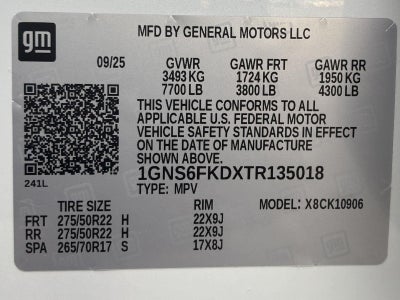 gm
MFD BY GENERAL MOTORS LLC
09/25 GVWR GAWR FRT GAWR RR
3493 KG 1724 KG 1950 KG
7700 LB 3800 LB 4300 LB
THIS VEHICLE CONFORMS TO ALL
APPLICABLE U.S. FEDERAL MOTOR
VEHICLE SAFETY STANDARDS IN EFFECT
ON THE DATE OF MANUFACTURE
SHOWN ABOVE.
1GNS6FKDXTR135018
241L TYPE: MPV MODEL: X8CK10906
TIRE SIZE RIM
FRT 275/50R22 H 22X9J
RR 275/50R22 H 22X9J
SPA 265/70R17 S 17X8J